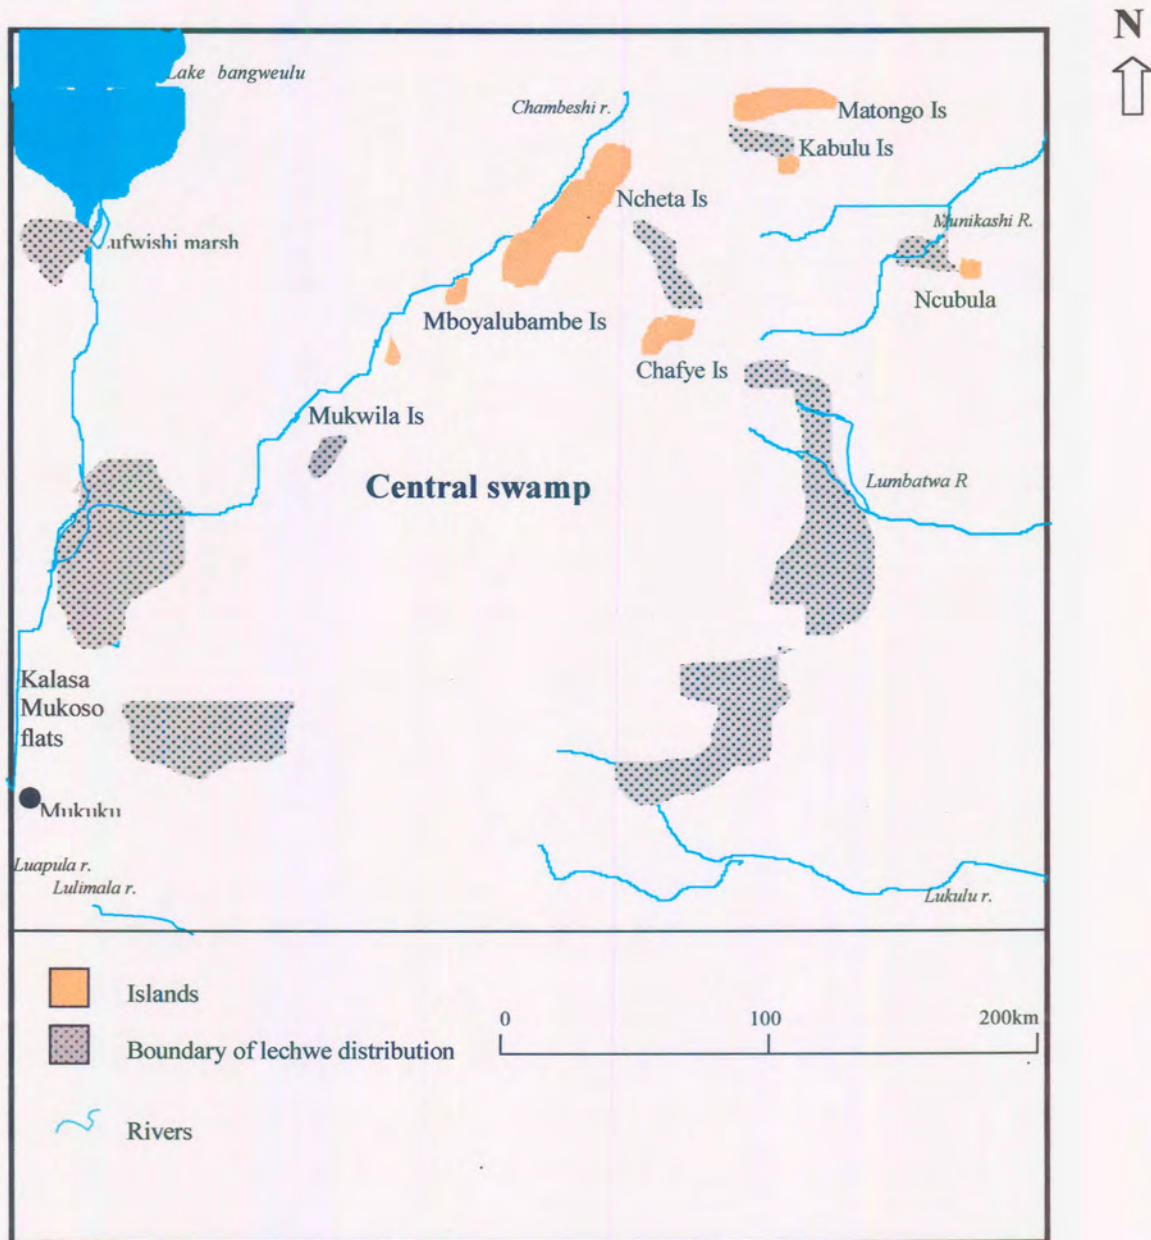 N
Lake bangweulu
Chambeshi r.
Matongo Is
Kabulu Is
Ncheta Is
Munikashi R.
ufwishi marsh
Ncubula
Mboyalubambe Is
Chafye Is
Mukwila Is
Central swamp
Lumbatwa R
Kalasa
Mukoso
flats
Mukuku
Luapula r.
Lulimala r.
Lukulu r.
Islands
0 100 200km
Boundary of lechwe distribution
Rivers